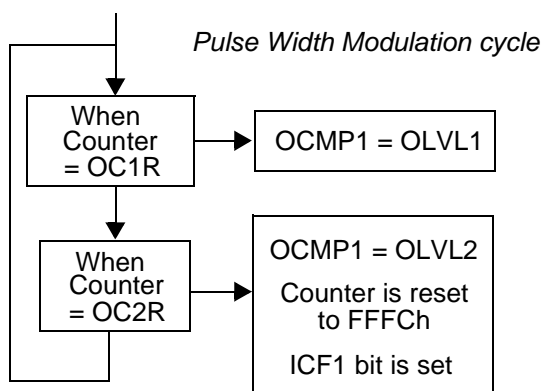 Pulse Width Modulation cycle
When
Counter
= OC1R
OCMP1 = OLVL1
When
Counter
= OC2R
OCMP1 = OLVL2
Counter is reset
to FFFCh
ICF1 bit is set